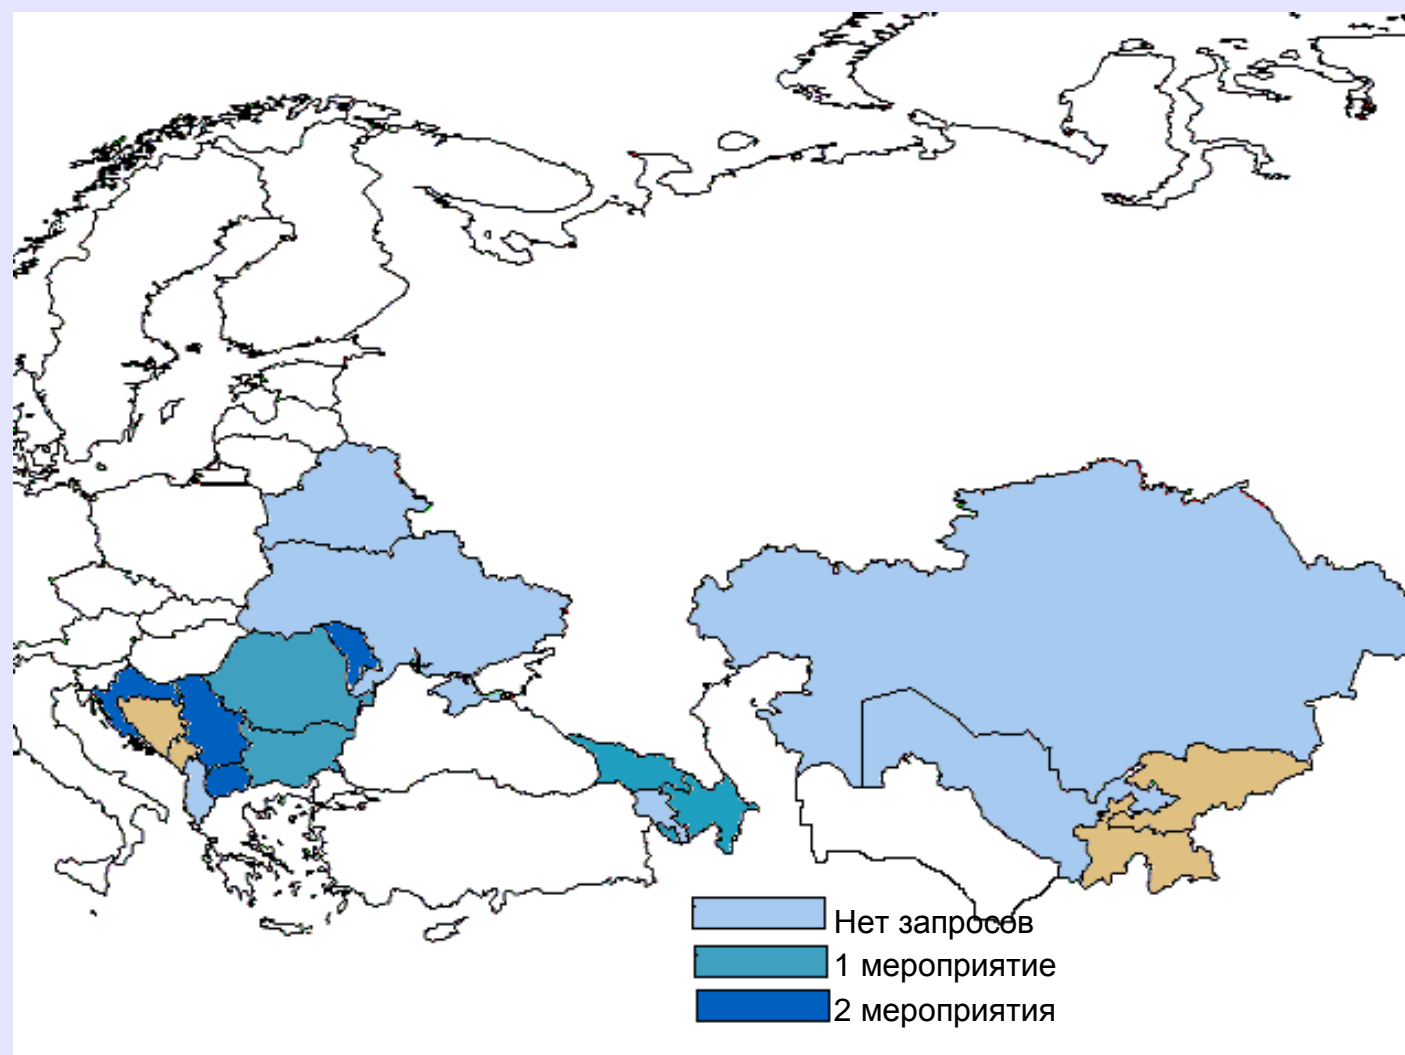 Нет запросов
1 мероприятие
2 мероприятия